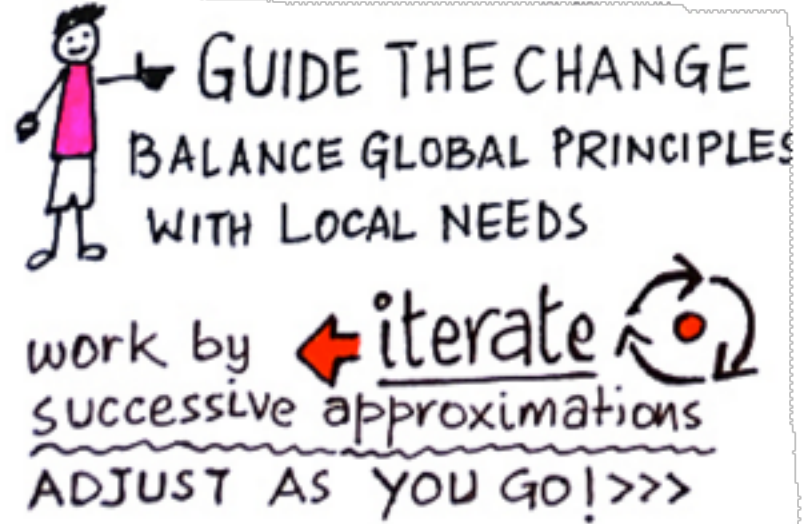 GUIDE THE CHANGE
BALANCE GLOBAL PRINCIPLES
WITH LOCAL NEEDS
work by iterate
successive approximations
ADJUST AS YOU GO! >>>